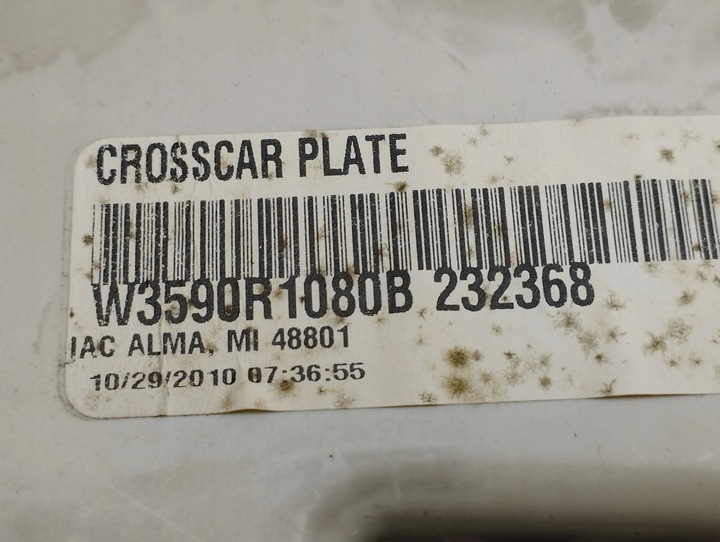 CROSSCAR PLATE
W3590R1080B 232368
IAC ALMA, MI 48801
10/29/2010 07:36:55